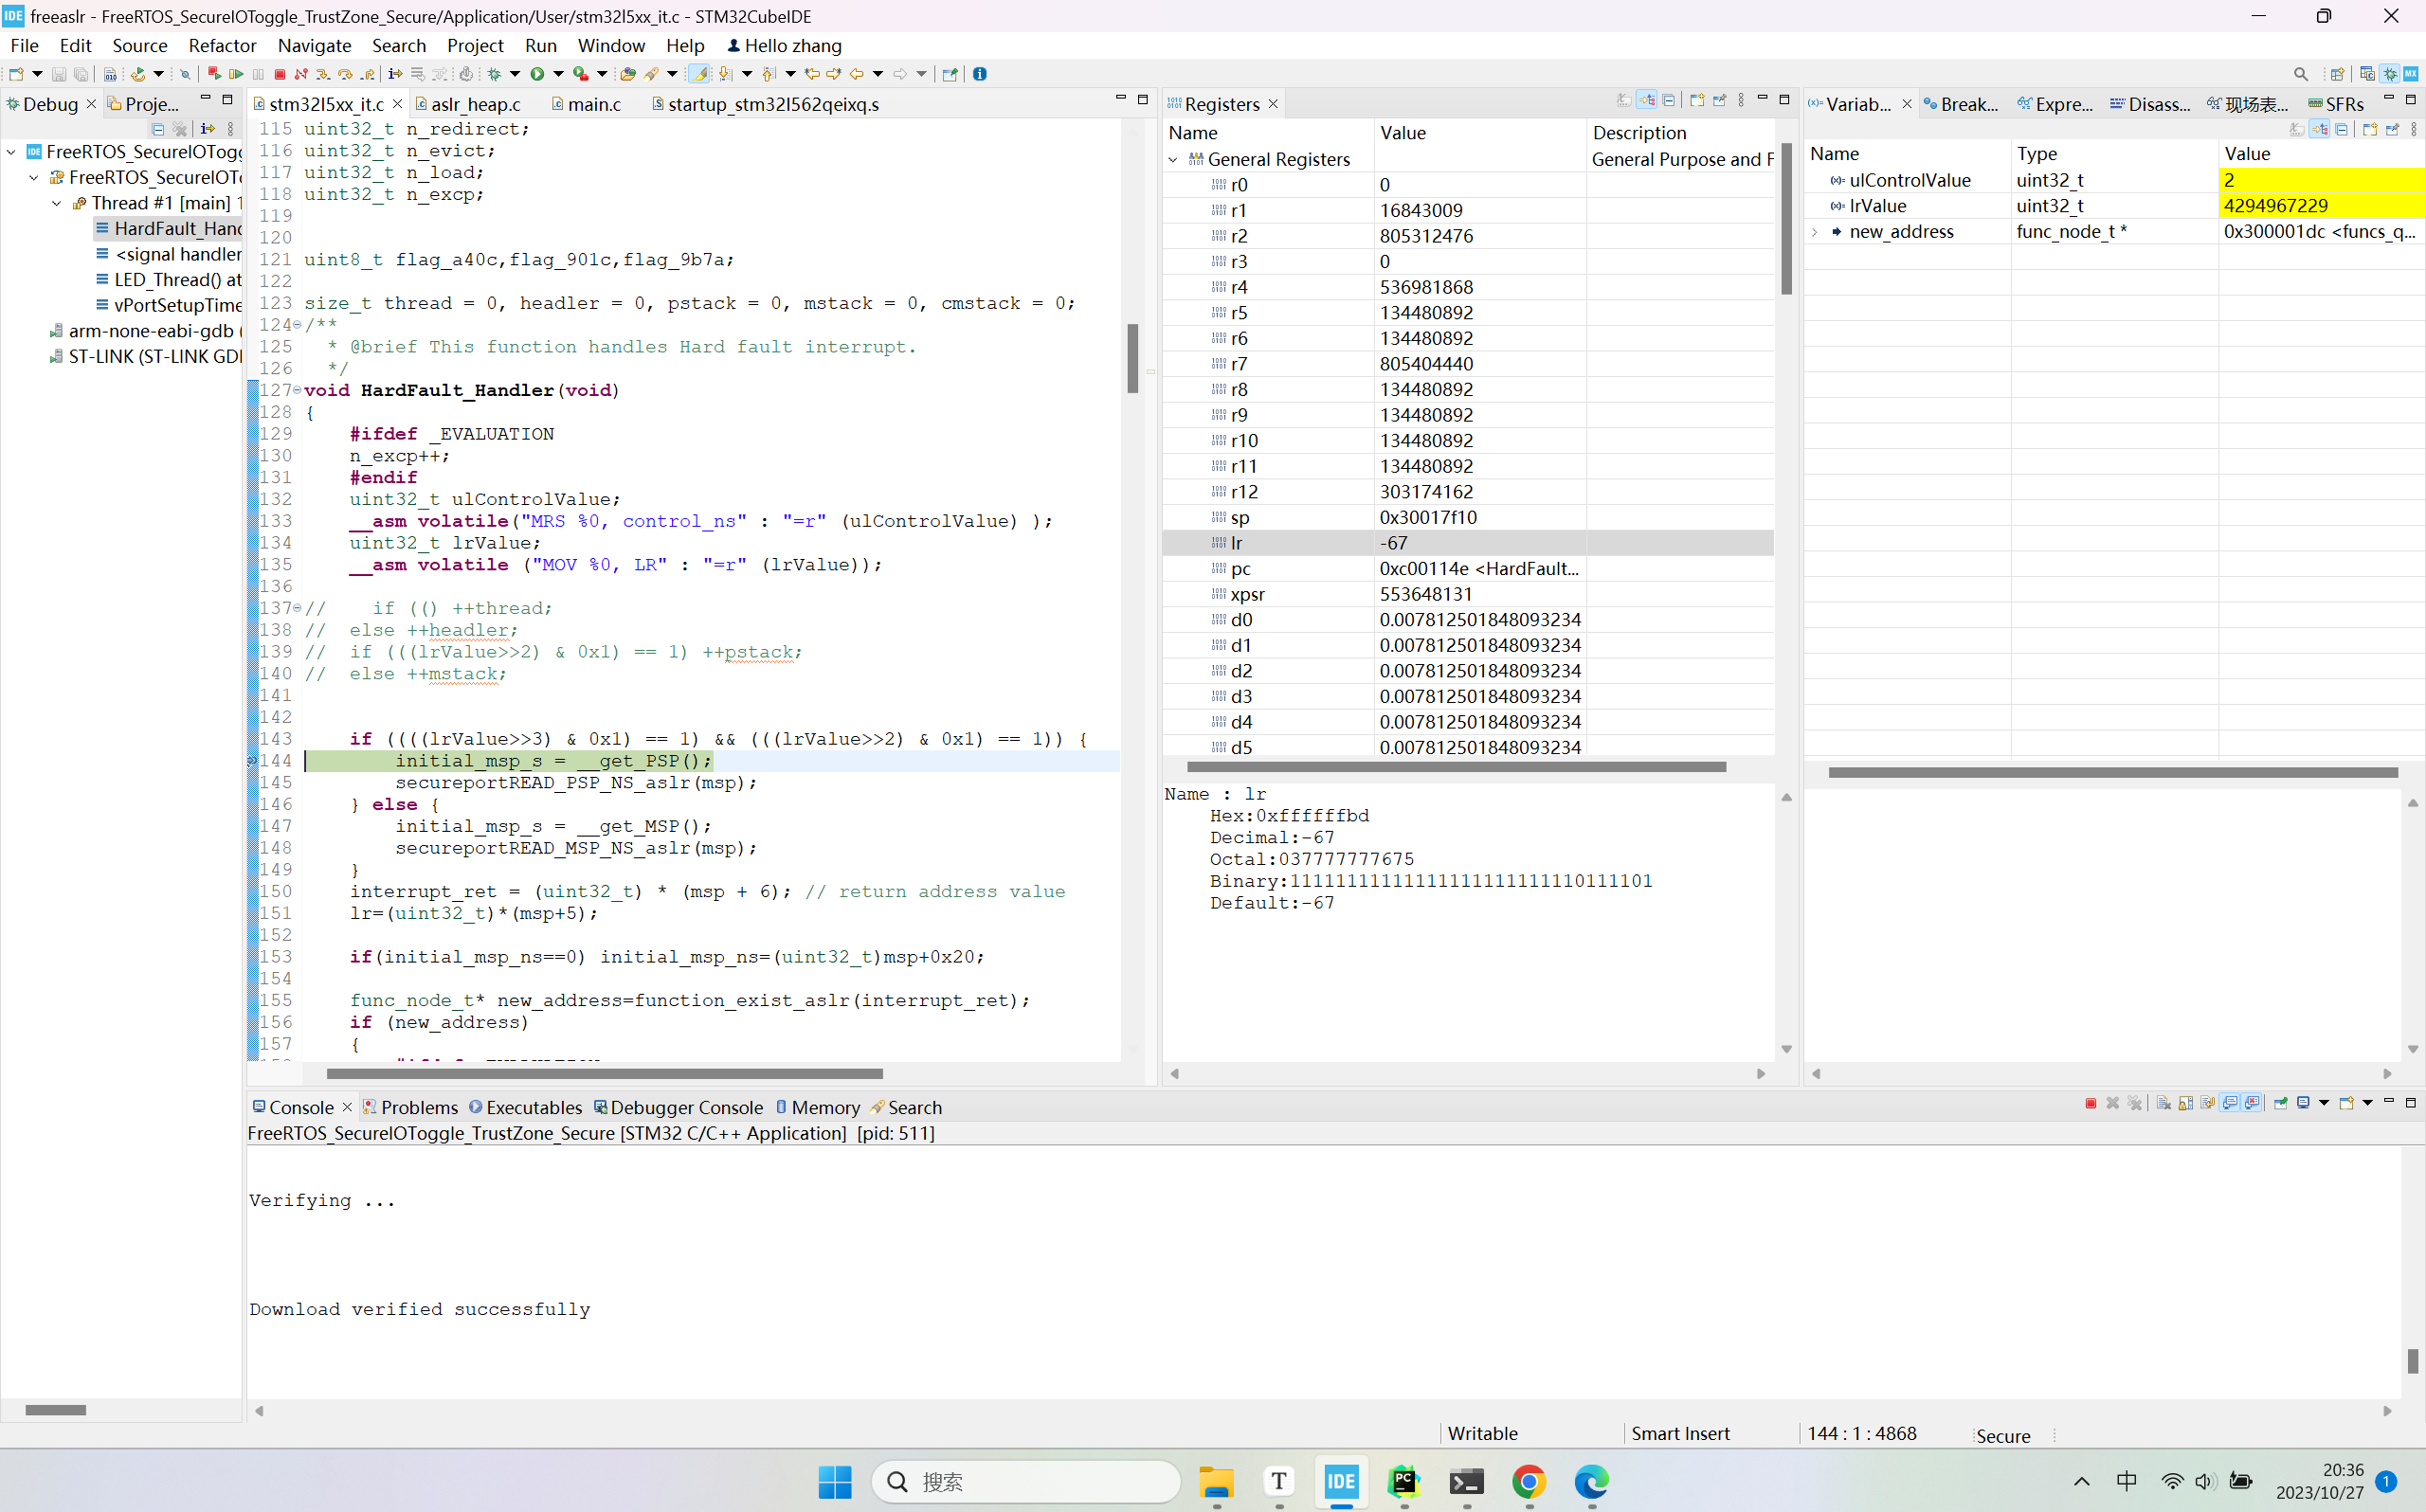 IDE freeaslr - FreeRTOS_SecureIOToggle_TrustZone_Secure/Application/User/stm32l5xx_it.c - STM32CubeIDE
File Edit Source Refactor Navigate Search Project Run Window Help Hello zhang
Debug Proje...
FreeRTOS_SecureIOTogg
FreeRTOS_SecureIOTo
Thread #1 [main] 1
HardFault_Hand
<signal handler
LED_Thread() at
vPortSetupTime
arm-none-eabi-gdb (
ST-LINK (ST-LINK GDI
stm32l5xx_it.c aslr_heap.c main.c startup_stm32l562qeixq.s
115 uint32_t n_redirect;
116 uint32_t n_evict;
117 uint32_t n_load;
118 uint32_t n_excp;
119
120
121 uint8_t flag_a40c,flag_901c,flag_9b7a;
122
123 size_t thread = 0, headler = 0, pstack = 0, mstack = 0, cmstack = 0;
124 /**
125 * @brief This function handles Hard fault interrupt.
126 */
127 void HardFault_Handler(void)
128 {
129 #ifdef _EVALUATION
130 n_excp++;
131 #endif
132 uint32_t ulControlValue;
133 __asm volatile("MRS %0, control_ns" : "=r" (ulControlValue) );
134 uint32_t lrValue;
135 __asm volatile ("MOV %0, LR" : "=r" (lrValue));
136
137 // if (() ++thread;
138 // else ++headler;
139 // if (((lrValue>>2) & 0x1) == 1) ++pstack;
140 // else ++mstack;
141
142
143 if ((((lrValue>>3) & 0x1) == 1) && (((lrValue>>2) & 0x1) == 1)) {
144 initial_msp_s = __get_PSP();
145 secureportREAD_PSP_NS_aslr(msp);
146 } else {
147 initial_msp_s = __get_MSP();
148 secureportREAD_MSP_NS_aslr(msp);
149 }
150 interrupt_ret = (uint32_t) * (msp + 6); // return address value
151 lr=(uint32_t)*(msp+5);
152
153 if(initial_msp_ns==0) initial_msp_ns=(uint32_t)msp+0x20;
154
155 func_node_t* new_address=function_exist_aslr(interrupt_ret);
156 if (new_address)
157 {
Registers
Name Value Description
General Registers General Purpose and F
r0 0
r1 16843009
r2 805312476
r3 0
r4 536981868
r5 134480892
r6 134480892
r7 805404440
r8 134480892
r9 134480892
r10 134480892
r11 134480892
r12 303174162
sp 0x30017f10
lr -67
pc 0xc00114e <HardFault...
xpsr 553648131
d0 0.007812501848093234
d1 0.007812501848093234
d2 0.007812501848093234
d3 0.007812501848093234
d4 0.007812501848093234
d5 0.007812501848093234
Name : lr
Hex:0xffffffbd
Decimal:-67
Octal:037777777675
Binary:11111111111111111111111110111101
Default:-67
Variab... Break... Expre... Disass... 现场表... SFRs
Name Type Value
ulControlValue uint32_t 2
lrValue uint32_t 4294967229
new_address func_node_t * 0x300001dc <funcs_q...
Console Problems Executables Debugger Console Memory Search
FreeRTOS_SecureIOToggle_TrustZone_Secure [STM32 C/C++ Application] [pid: 511]
Verifying ...
Download verified successfully
Writable Smart Insert 144 : 1 : 4868 Secure
搜索 T IDE PC 中 20:36
2023/10/27 1